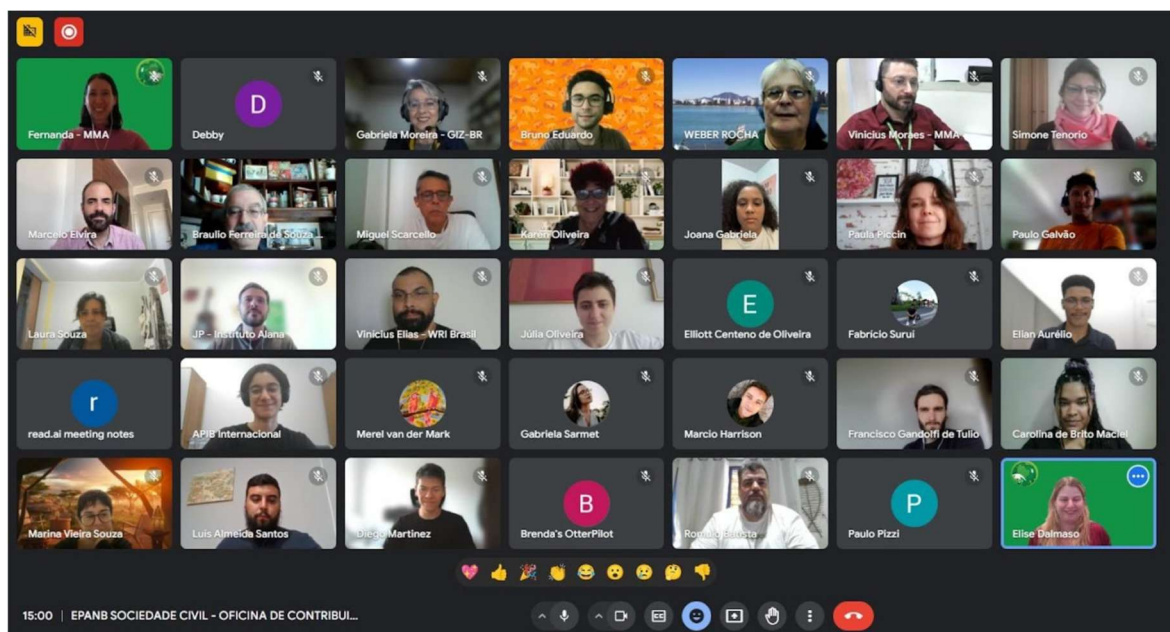 Fernanda - MMA
D
Debby
Gabriela Moreira - GIZ-BR
Bruno Eduardo
WEBER ROCHA
Vinicius Moraes - MMA
Simone Tenorio
Marcelo Elvira
Braulio Ferreira de Souza ...
Miguel Scarcello
Karen Oliveira
Joana Gabriela
Paula Piccin
Paulo Galvão
Laura Souza
JP - Instituto Alana
Vinicius Elias - WRI Brasil
Júlia Oliveira
E
Elliott Centeno de Oliveira
Fabrício Suruí
Elian Aurélio
r
read.ai meeting notes
APIB Internacional
Merel van der Mark
Gabriela Sarmet
Marcio Harrison
Francisco Gandolfi de Tulio
Carolina de Brito Maciel
Marina Vieira Souza
Luis Almeida Santos
Diego Martinez
B
Brenda's OtterPilot
Romulo Batista
P
Paulo Pizzi
Elise Dalmaso
15:00 | EPANB SOCIEDADE CIVIL - OFICINA DE CONTRIBUI...
CC